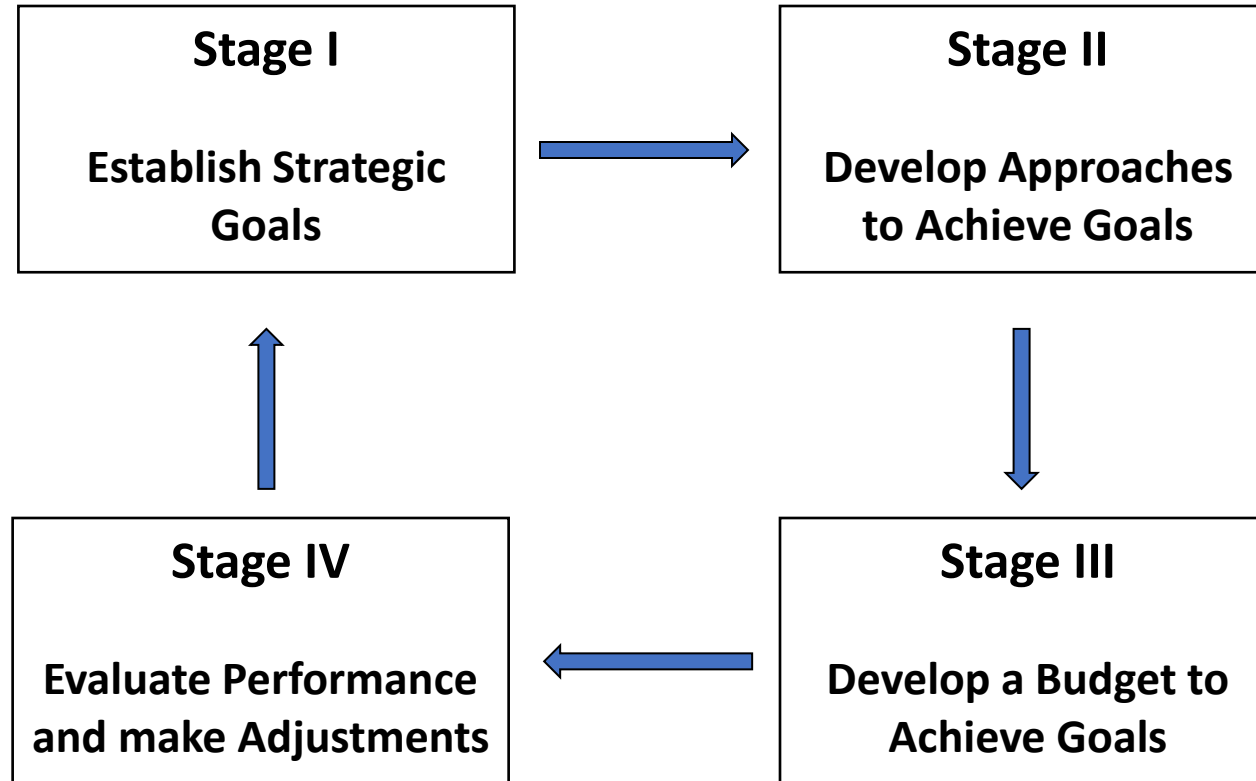 Stage I
Establish Strategic
Goals
Stage II
Develop Approaches
to Achieve Goals
Stage IV
Evaluate Performance
and make Adjustments
Stage III
Develop a Budget to
Achieve Goals